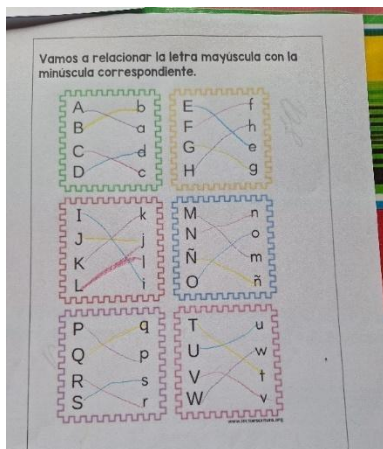 Vamos a relacionar la letra mayúscula con la
minúscula correspondiente.
A b
B a
C d
D c
E f
F h
G e
H g
I k
J j
K l
L i
M n
N o
Ñ m
O ñ
P q
Q p
R s
S r
T u
U w
V t
W v